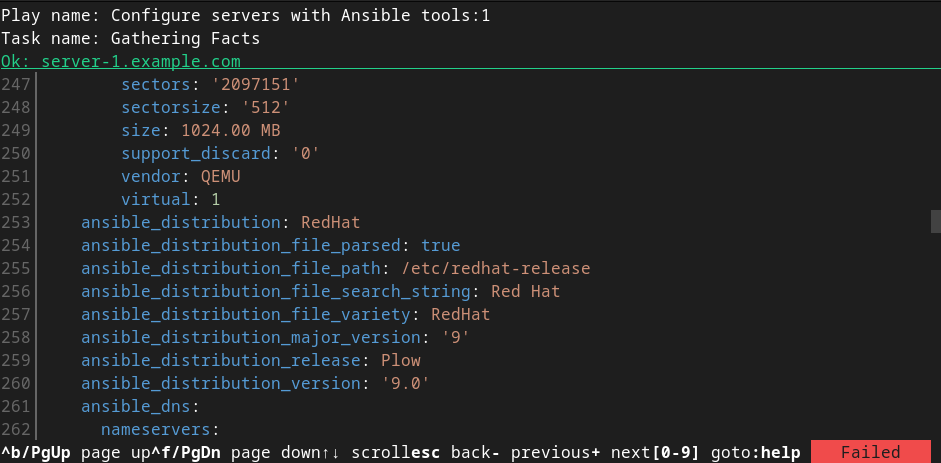 Play name: Configure servers with Ansible tools:1
Task name: Gathering Facts
Ok: server-1.example.com
247 sectors: '2097151'
248 sectorsize: '512'
249 size: 1024.00 MB
250 support_discard: '0'
251 vendor: QEMU
252 virtual: 1
253 ansible_distribution: RedHat
254 ansible_distribution_file_parsed: true
255 ansible_distribution_file_path: /etc/redhat-release
256 ansible_distribution_file_search_string: Red Hat
257 ansible_distribution_file_variety: RedHat
258 ansible_distribution_major_version: '9'
259 ansible_distribution_release: Plow
260 ansible_distribution_version: '9.0'
261 ansible_dns:
262 nameservers:
^b/PgUp page up^f/PgDn page down↑↓ scrollesc back- previous+ next[0-9] goto:help Failed